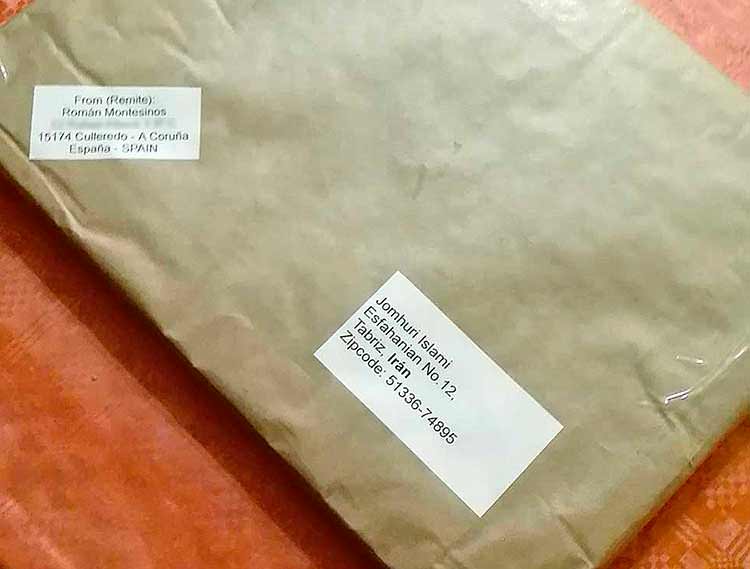 From (Remite):
Román Montesinos
15174 Culleredo - A Coruña
España - SPAIN
Jomhuri Islami
Esfahanian No.12,
Tabriz, Irán
Zipcode: 51336-74895